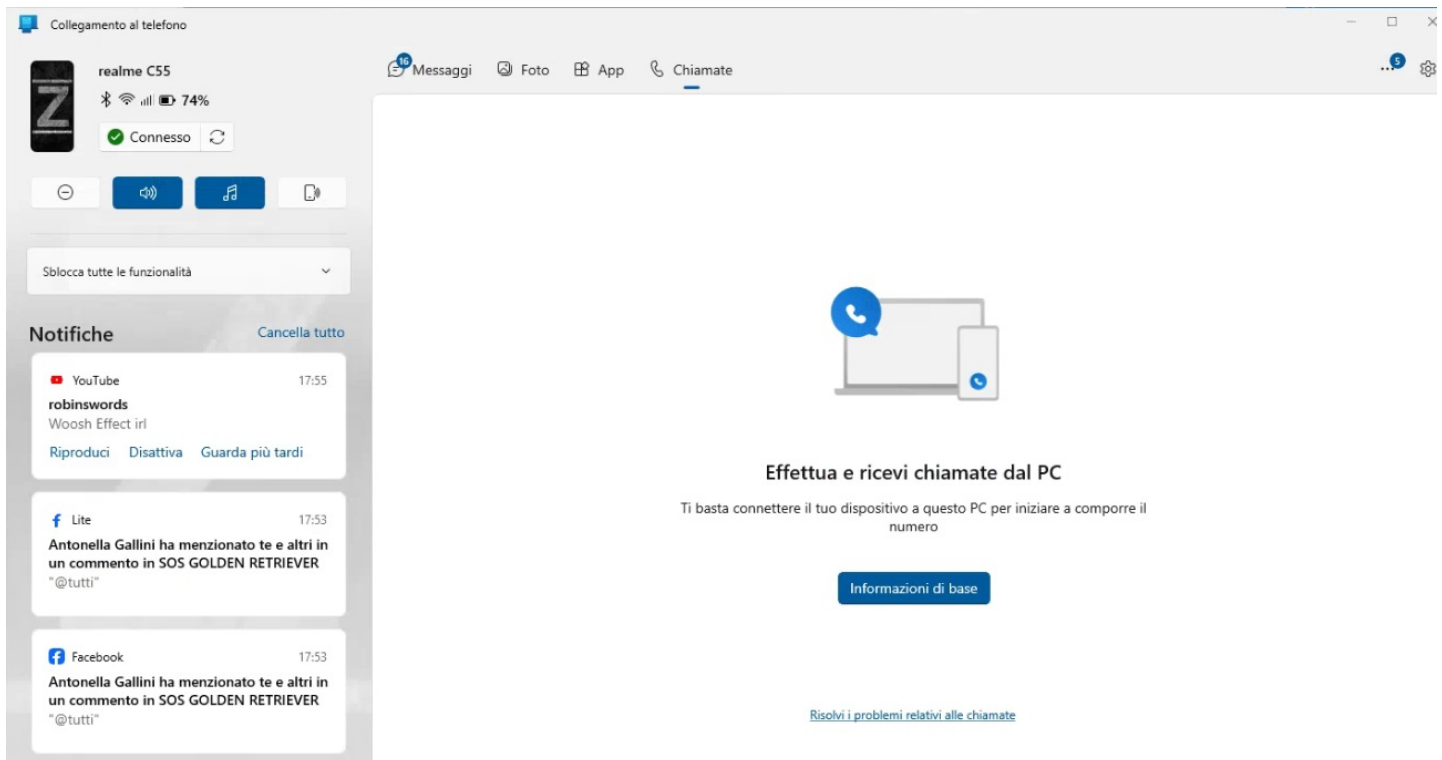 Collegamento al telefono
realme C55
74%
Connesso
Sblocca tutte le funzionalità
Notifiche Cancella tutto
YouTube 17:55
robinswords
Woosh Effect irl
Riproduci Disattiva Guarda più tardi
Lite 17:53
Antonella Gallini ha menzionato te e altri in
un commento in SOS GOLDEN RETRIEVER
"@tutti"
Facebook 17:53
Antonella Gallini ha menzionato te e altri in
un commento in SOS GOLDEN RETRIEVER
"@tutti"
16 Messaggi Foto App Chiamate
5
Effettua e ricevi chiamate dal PC
Ti basta connettere il tuo dispositivo a questo PC per iniziare a comporre il
numero
Informazioni di base
Risolvi i problemi relativi alle chiamate